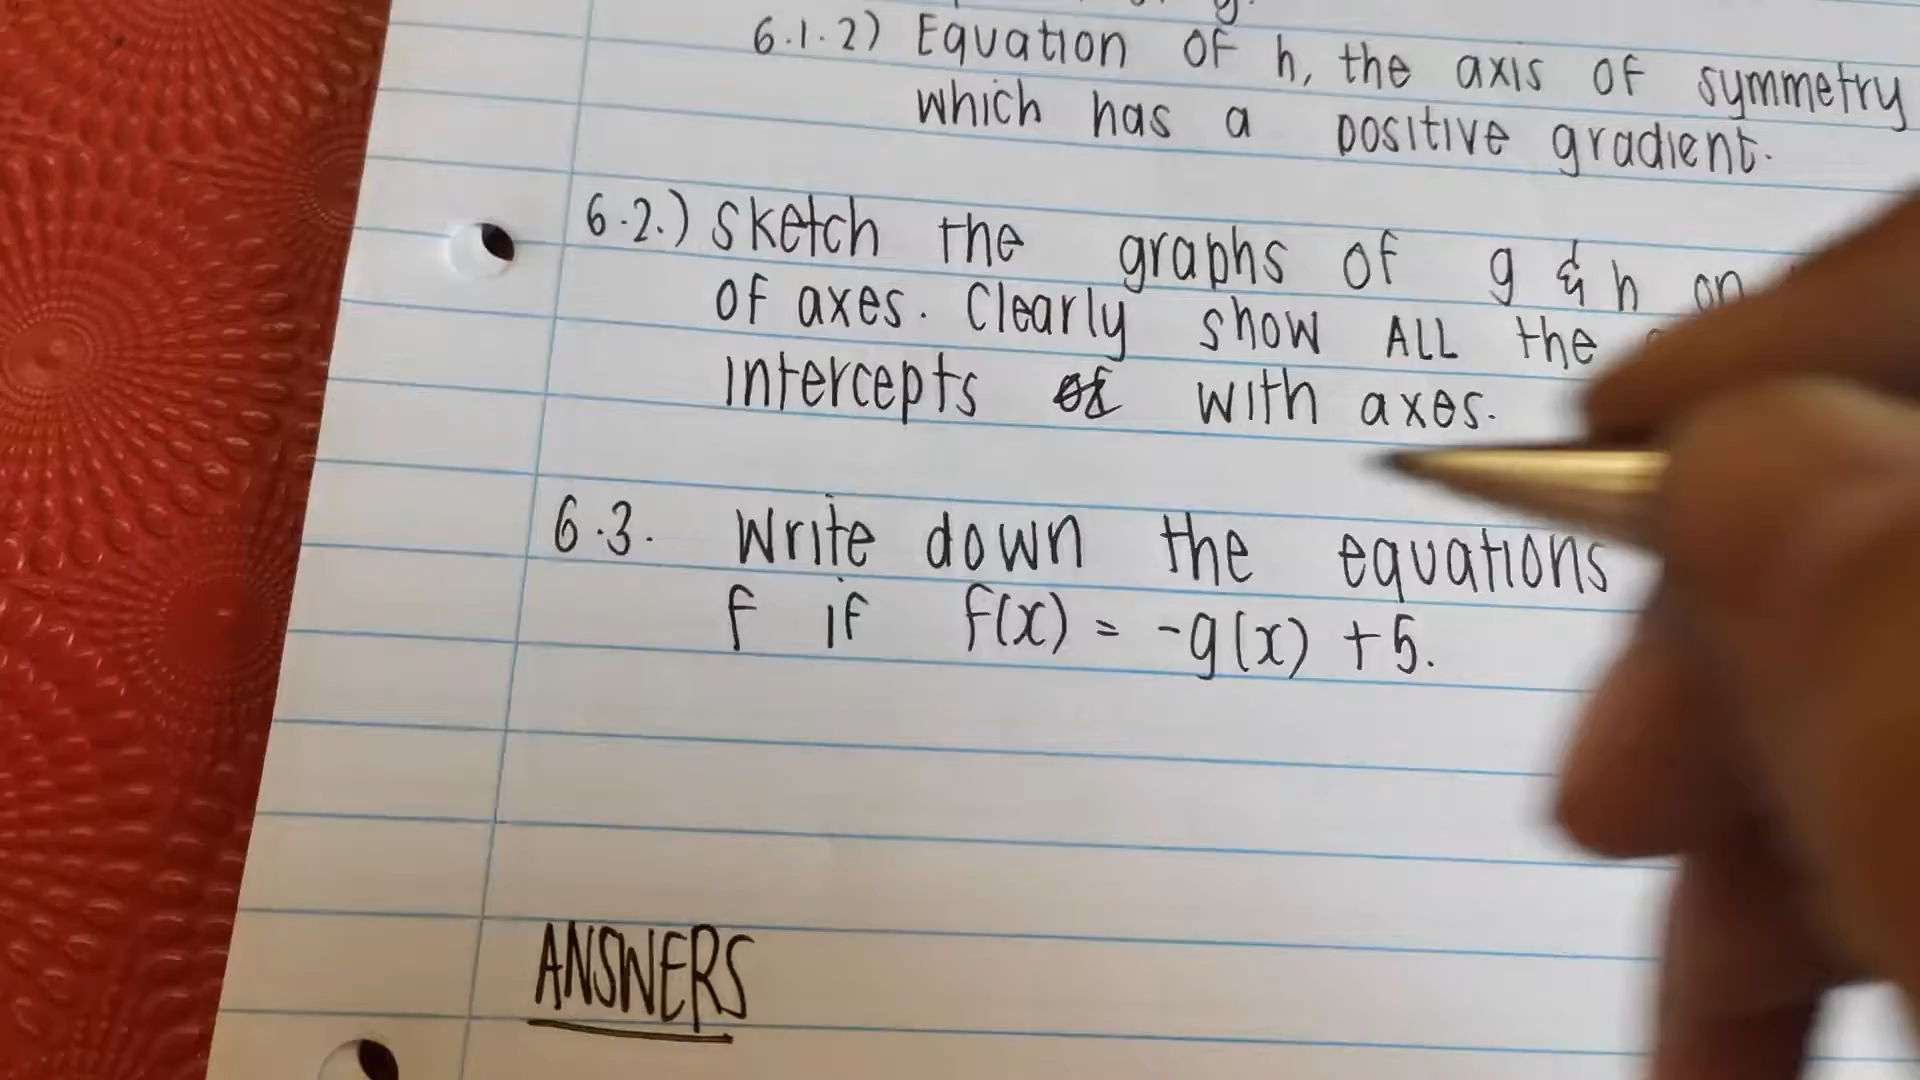 6.1.2) Equation of h, the axis of symmetry
which has a positive gradient.
6.2.) Sketch the graphs of g & h on
of axes. Clearly show ALL the
intercepts of with axes.
6.3. Write down the equations
f if f(x) = -g(x) + 5.
ANSWERS